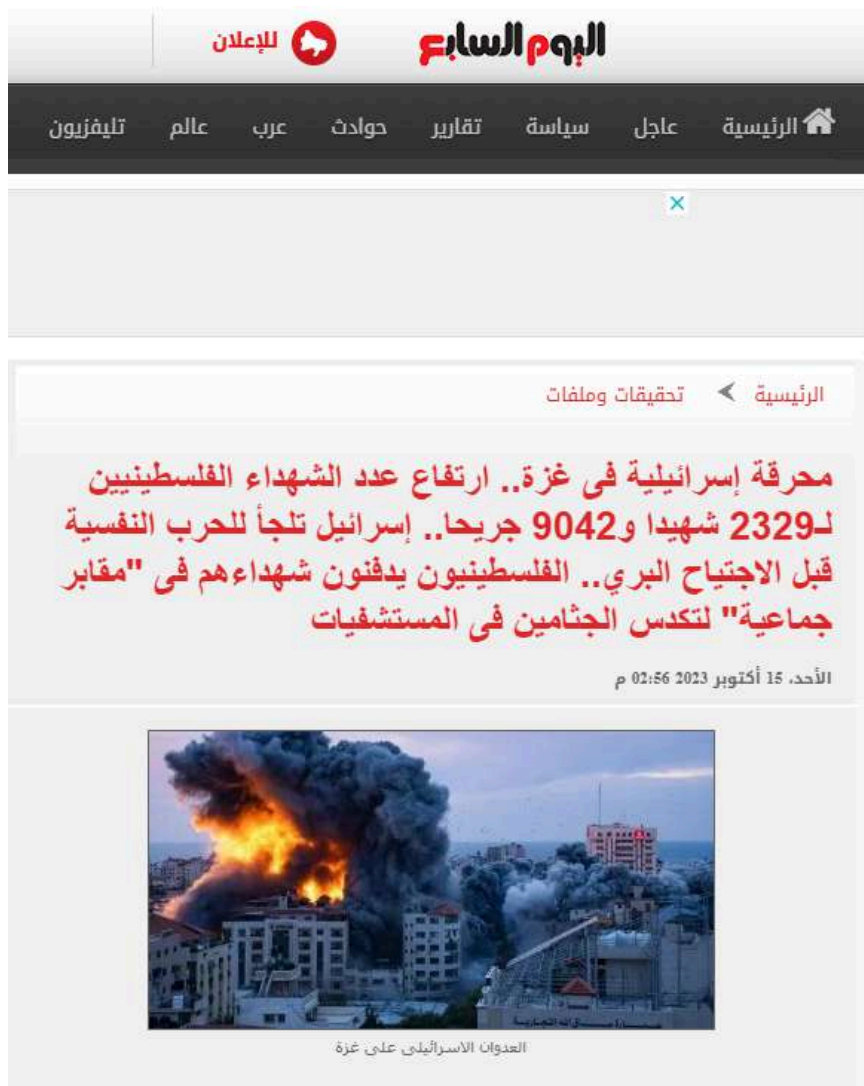 اليوم السابع
للإعلان
الرئيسية عاجل سياسة تقارير حوادث عرب عالم تليفزيون
الرئيسية تحقيقات وملفات
محرقة إسرائيلية فى غزة.. ارتفاع عدد الشهداء الفلسطينيين
لـ2329 شهيدا و9042 جريحا.. إسرائيل تلجأ للحرب النفسية
قبل الاجتياح البري.. الفلسطينيون يدفنون شهداءهم فى "مقابر
جماعية" لتكدس الجثامين فى المستشفيات
الأحد، 15 أكتوبر 2023 02:56 م
العدوان الاسرائيلى على غزة